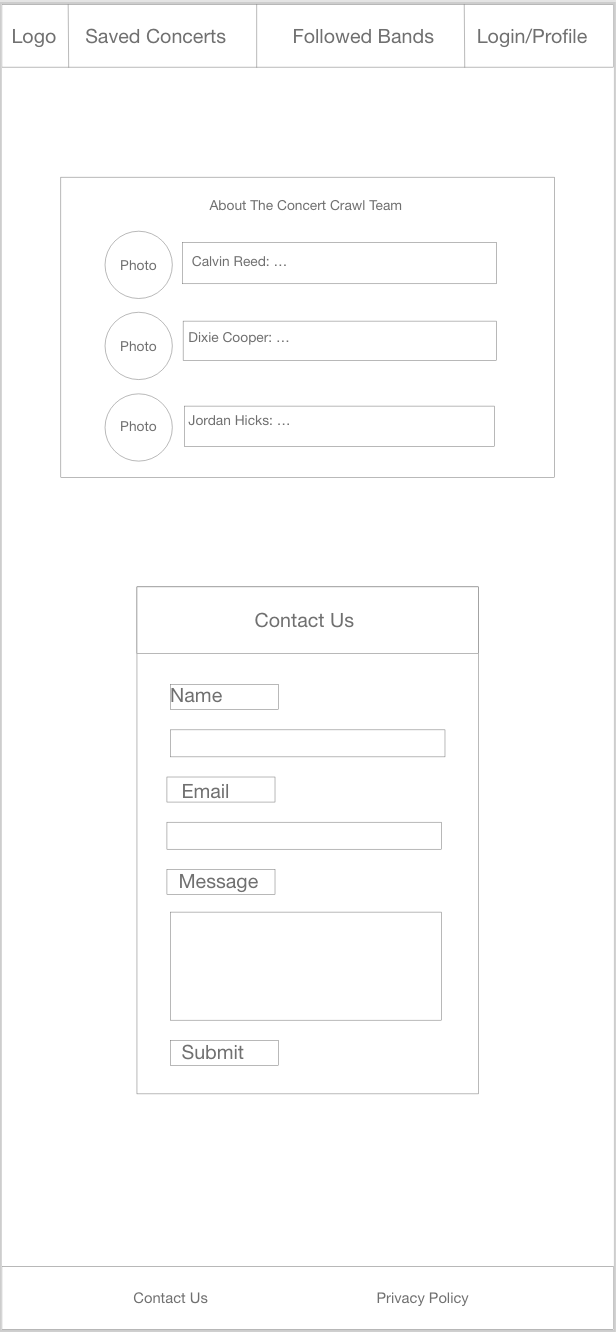 Logo Saved Concerts Followed Bands Login/Profile
About The Concert Crawl Team
Photo Calvin Reed: ...
Photo Dixie Cooper: ...
Photo Jordan Hicks: ...
Contact Us
Name
Email
Message
Submit
Contact Us Privacy Policy